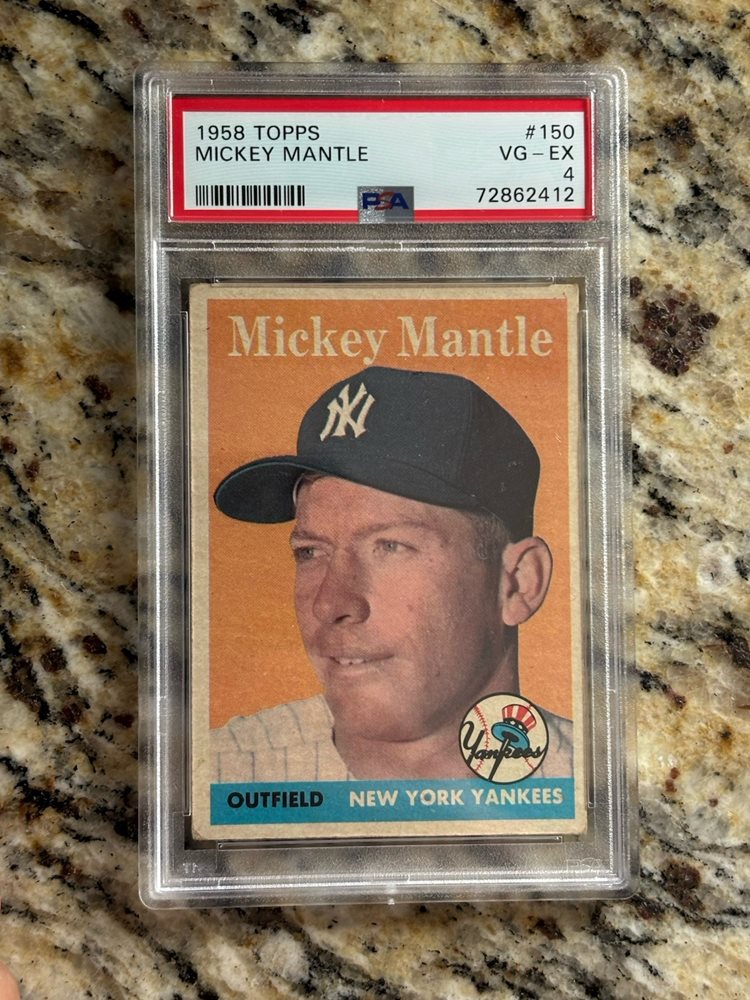 1958 TOPPS #150
MICKEY MANTLE VG-EX
4
PSA 72862412
Mickey Mantle
NY
Yankees
OUTFIELD NEW YORK YANKEES